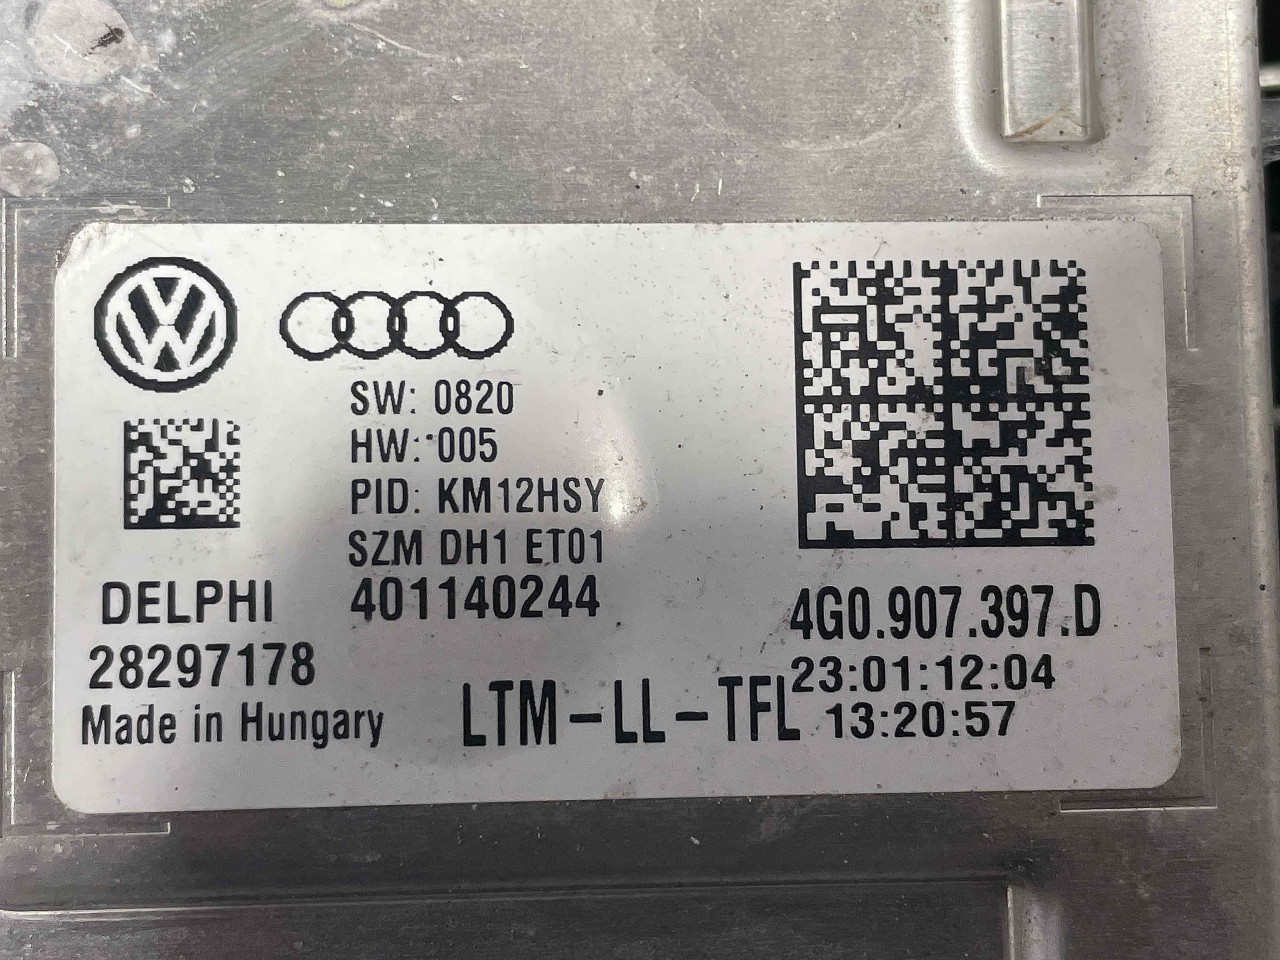 SW: 0820
HW: 005
PID: KM12HSY
SZM DH1 ET01
401140244
DELPHI
28297178
Made in Hungary
LTM-LL-TFL
4G0.907.397.D
23:01:12:04
13:20:57